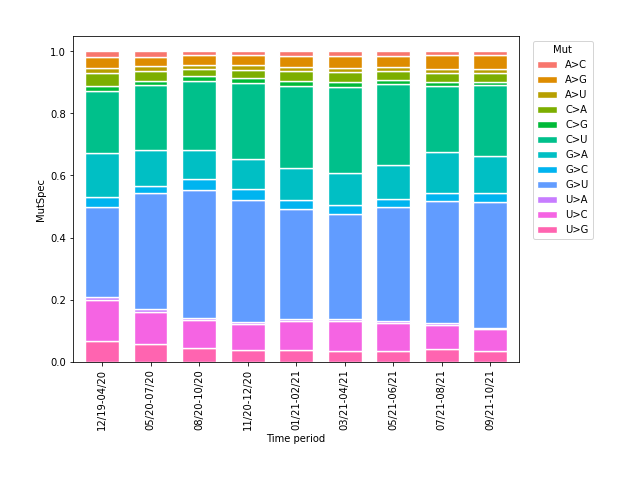 1.0
0.8
0.6
0.4
0.2
0.0
MutSpec
12/19-04/20
05/20-07/20
08/20-10/20
11/20-12/20
01/21-02/21
03/21-04/21
05/21-06/21
07/21-08/21
09/21-10/21
Time period
Mut
A>C
A>G
A>U
C>A
C>G
C>U
G>A
G>C
G>U
U>A
U>C
U>G